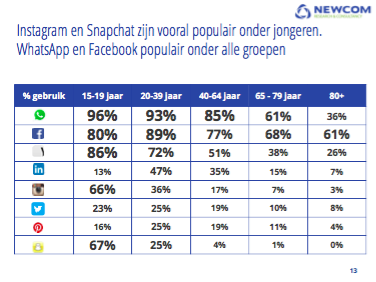 NEWCOM
Instagram en Snapchat zijn vooral populair onder jongeren.
WhatsApp en Facebook populair onder alle groepen
% gebruik 15-19 jaar 20-39 jaar 40-64 jaar 65 - 79 jaar 80+
96% 93% 85% 61% 36%
80% 89% 77% 68% 61%
86% 72% 51% 38% 26%
13% 47% 35% 15% 7%
66% 36% 17% 7% 3%
23% 25% 19% 10% 8%
16% 25% 19% 11% 4%
67% 25% 4% 1% 0%
13